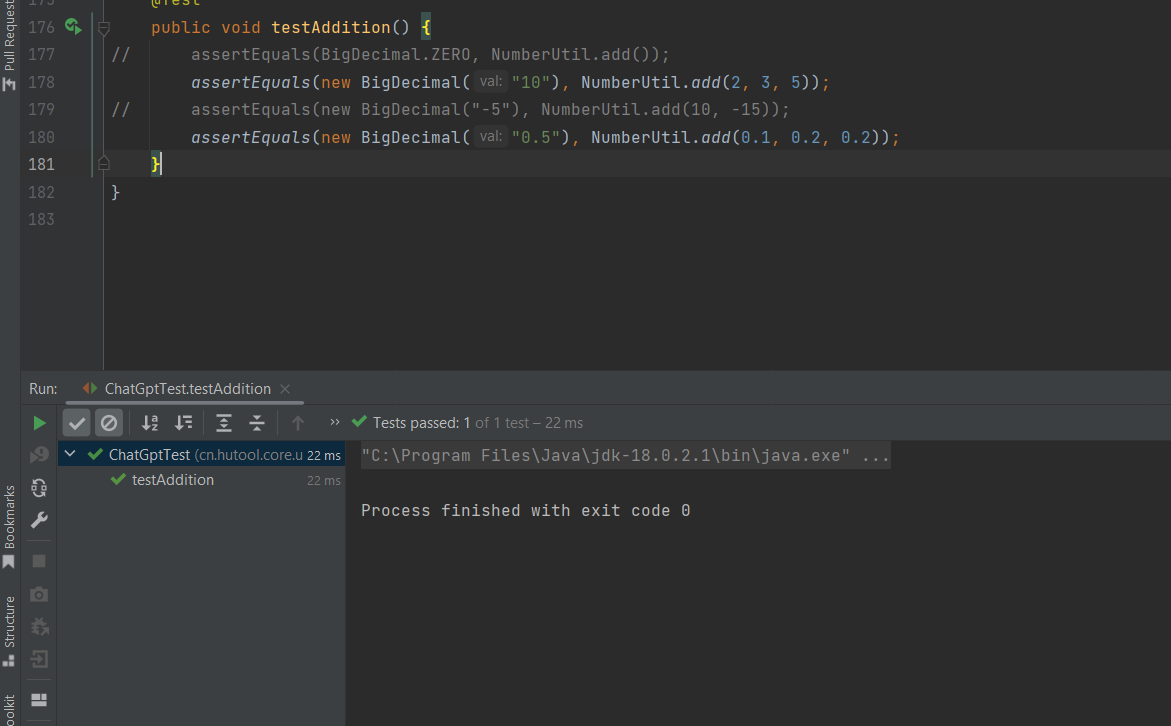 175 @Test
Pull Request
176 public void testAddition() {
177 // assertEquals(BigDecimal.ZERO, NumberUtil.add());
178 assertEquals(new BigDecimal( val: "10"), NumberUtil.add(2, 3, 5));
179 // assertEquals(new BigDecimal("-5"), NumberUtil.add(10, -15));
180 assertEquals(new BigDecimal( val: "0.5"), NumberUtil.add(0.1, 0.2, 0.2));
181 }
182 }
183
Run: ChatGptTest.testAddition
» Tests passed: 1 of 1 test – 22 ms
ChatGptTest (cn.hutool.core.u 22 ms
testAddition 22 ms
"C:\Program Files\Java\jdk-18.0.2.1\bin\java.exe" ...
Process finished with exit code 0
Bookmarks
Structure
oolkit